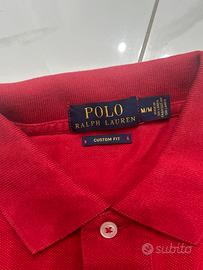 POLO
RALPH LAUREN
M/M
CUSTOM FIT
subito